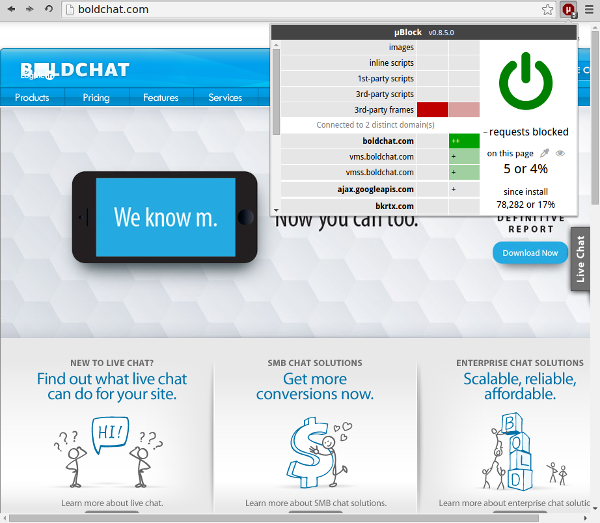 boldchat.com
µBlock v0.8.5.0
images
inline scripts
1st-party scripts
3rd-party scripts
3rd-party frames
Connected to 2 distinct domain(s)
boldchat.com ++
vms.boldchat.com +
vmss.boldchat.com +
ajax.googleapis.com +
bkrtx.com
– requests blocked
on this page
5 or 4%
since install
78,282 or 17%
BOLDCHAT
Products Pricing Features Services
We know m.
Now you can too.
DEFINITIVE
REPORT
Download Now
Live Chat
NEW TO LIVE CHAT?
Find out what live chat
can do for your site.
HI!
Learn more about live chat.
SMB CHAT SOLUTIONS
Get more
conversions now.
$
Learn more about SMB chat solutions.
ENTERPRISE CHAT SOLUTIONS
Scalable, reliable,
affordable.
B
O
L
D
Learn more about enterprise chat solution